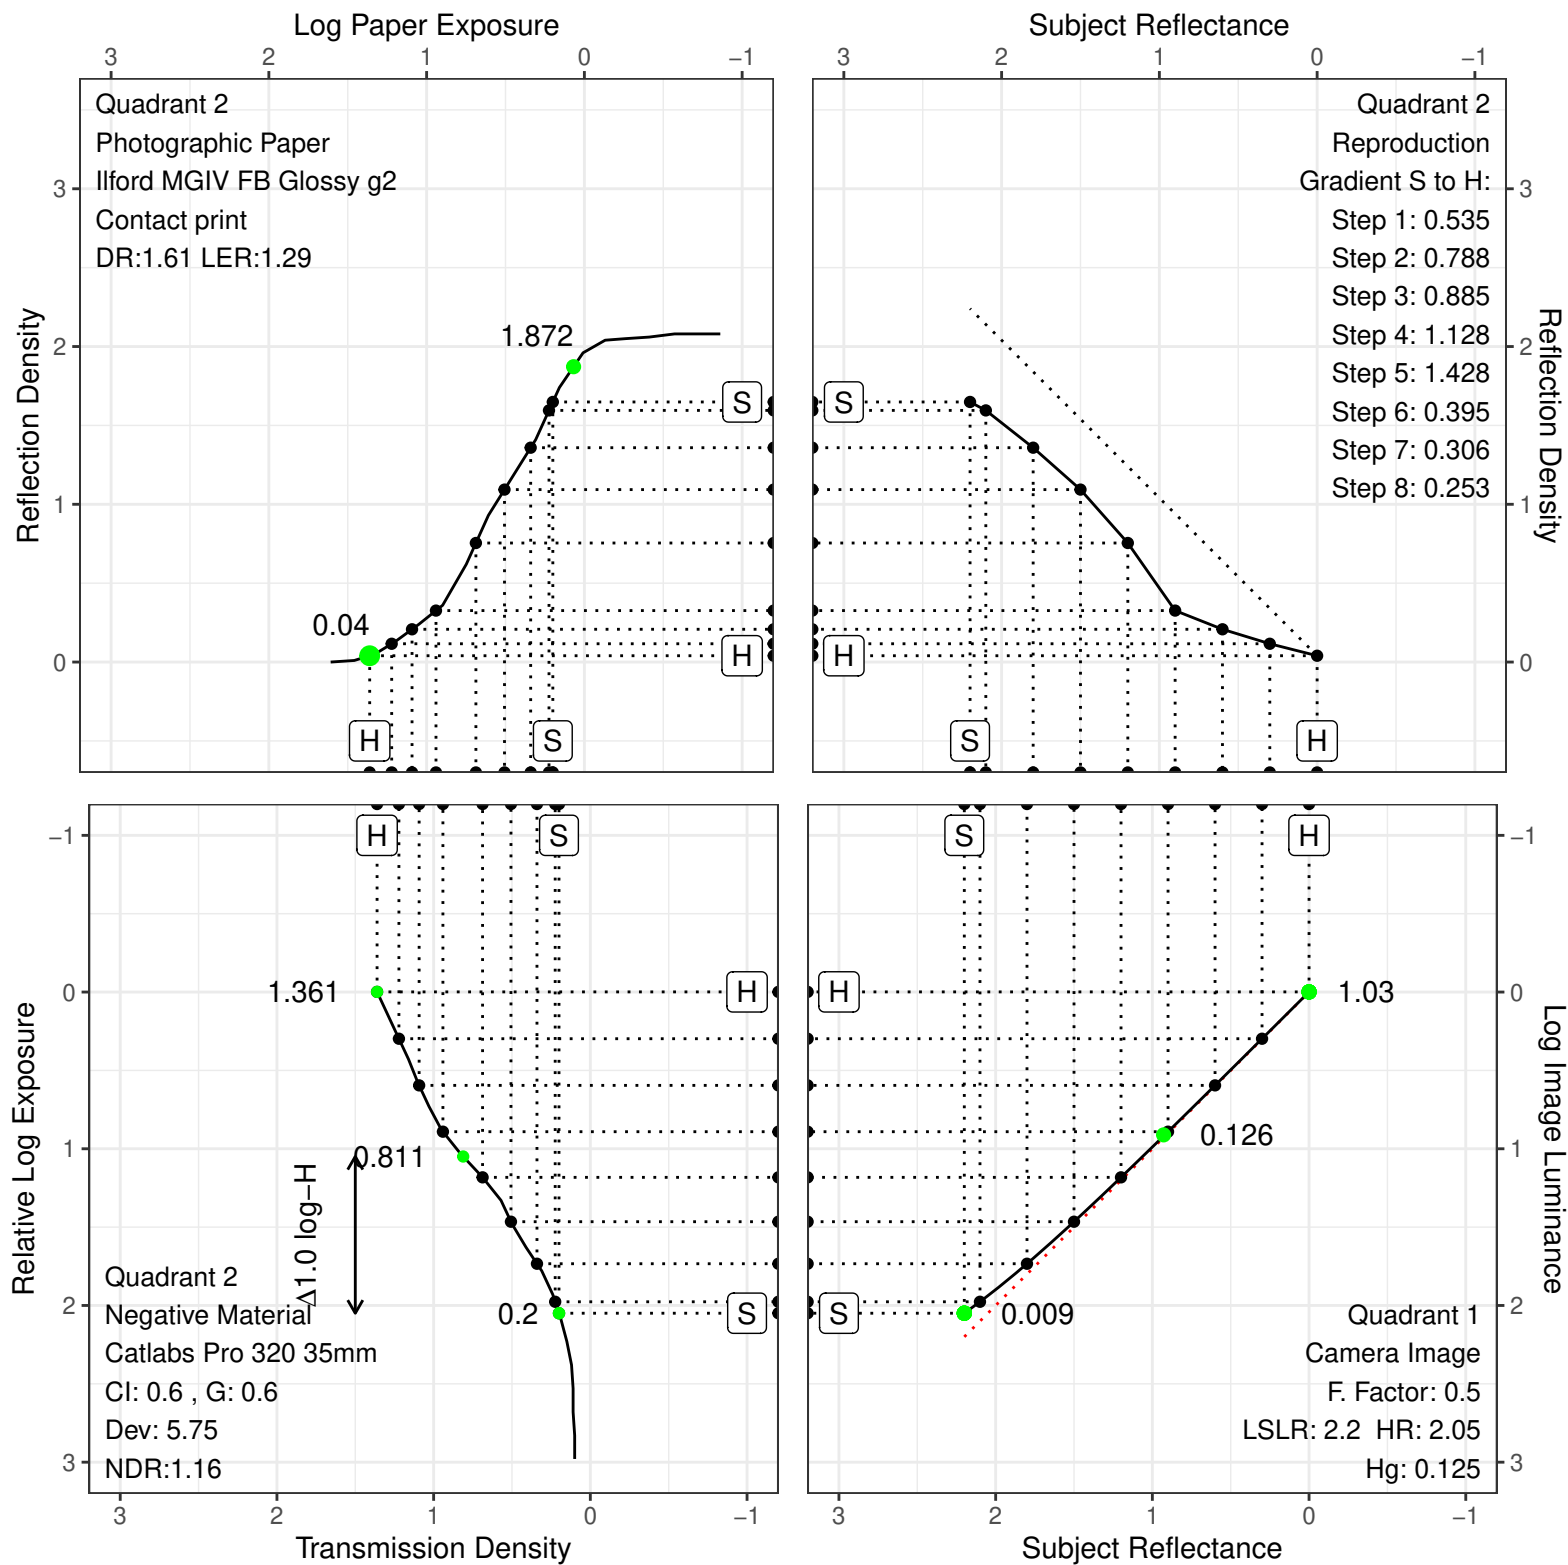 Log Paper Exposure
3 2 1 0 −1
Quadrant 2
Photographic Paper
Ilford MGIV FB Glossy g2
Contact print
DR:1.61 LER:1.29
3
2
1
0
Reflection Density
1.872
0.04
S
H
H
S
Subject Reflectance
3 2 1 0 −1
Quadrant 2
Reproduction
Gradient S to H:
Step 1: 0.535
Step 2: 0.788
Step 3: 0.885
Step 4: 1.128
Step 5: 1.428
Step 6: 0.395
Step 7: 0.306
Step 8: 0.253
S
H
S
H
3
2
1
0
Reflection Density
−1
0
1
2
3
Relative Log Exposure
H
S
1.361
H
0.811
Δ1.0 log−H
0.2
S
Quadrant 2
Negative Material
Catlabs Pro 320 35mm
CI: 0.6 , G: 0.6
Dev: 5.75
NDR:1.16
3 2 1 0 −1
Transmission Density
S
H
H
1.03
0.126
S
0.009
Quadrant 1
Camera Image
F. Factor: 0.5
LSLR: 2.2 HR: 2.05
Hg: 0.125
−1
0
1
2
3
Log Image Luminance
3 2 1 0 −1
Subject Reflectance